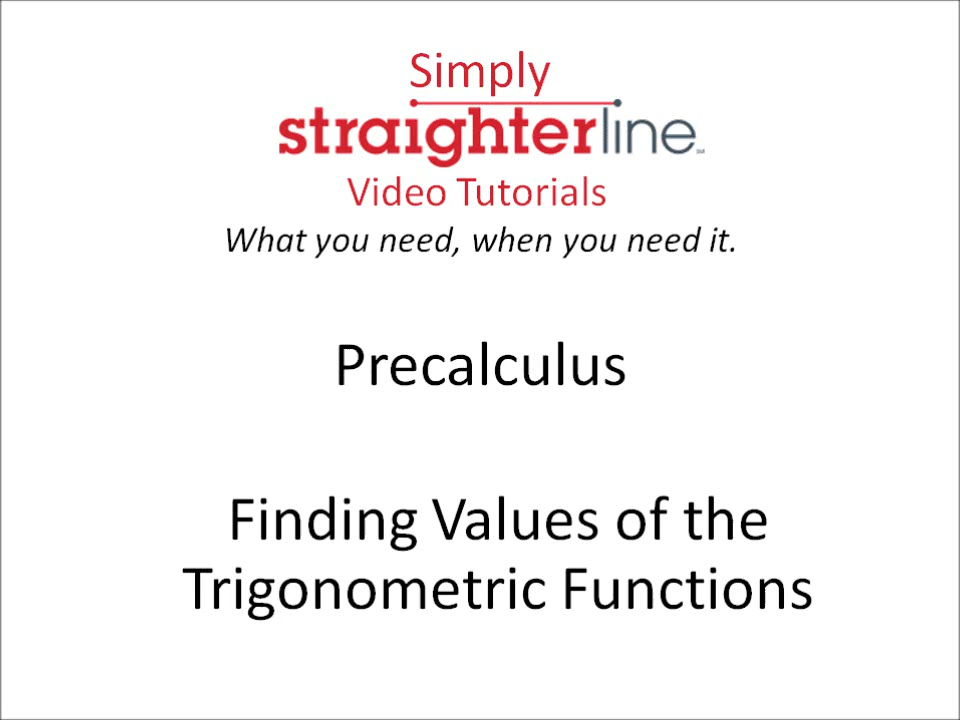 Simply
straighterline
Video Tutorials
What you need, when you need it.
Precalculus
Finding Values of the
Trigonometric Functions